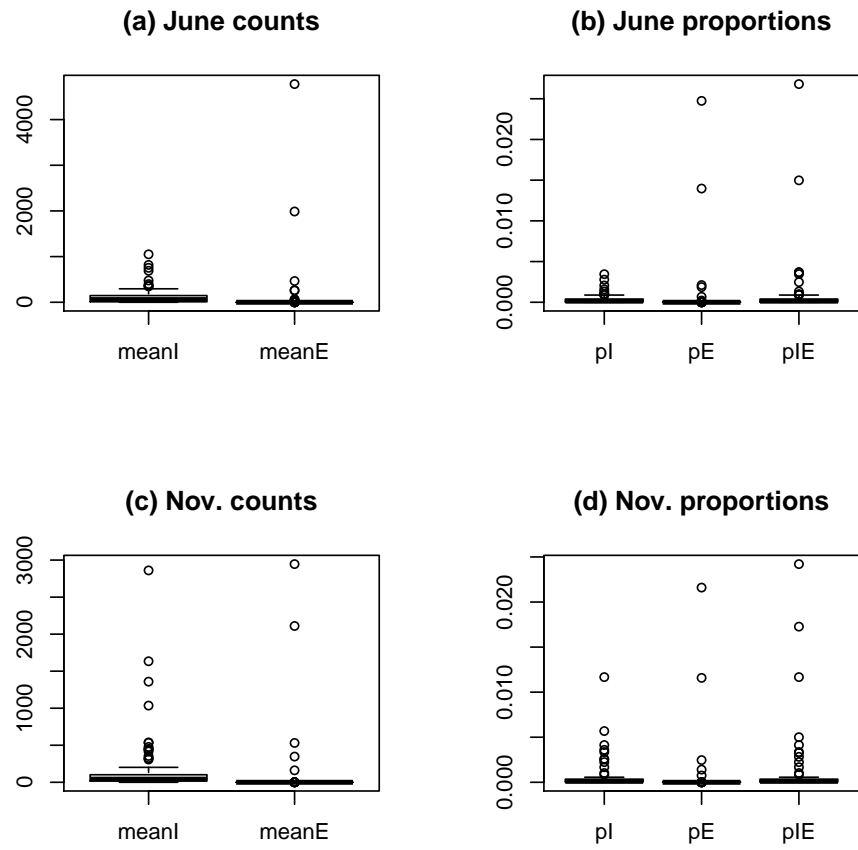 (a) June counts
4000
2000
0
meanI
meanE
(b) June proportions
0.020
0.010
0.000
pI
pE
pIE
(c) Nov. counts
3000
2000
1000
0
meanI
meanE
(d) Nov. proportions
0.020
0.010
0.000
pI
pE
pIE